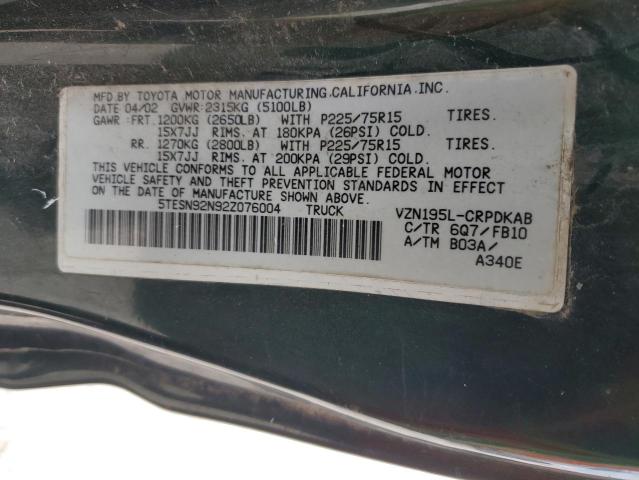 MFD BY TOYOTA MOTOR MANUFACTURING,CALIFORNIA,INC.
DATE 04/02 GVWR:2315KG (5100LB)
GAWR:FRT.1200KG (2650LB) WITH P225/75R15 TIRES.
15X7JJ RIMS. AT 180KPA (26PSI) COLD.
RR. 1270KG (2800LB) WITH P225/75R15 TIRES.
15X7JJ RIMS. AT 200KPA (29PSI) COLD.
THIS VEHICLE CONFORMS TO ALL APPLICABLE FEDERAL MOTOR
VEHICLE SAFETY AND THEFT PREVENTION STANDARDS IN EFFECT
ON THE DATE OF MANUFACTURE SHOWN ABOVE.
5TESN92N92Z076004 TRUCK VZN195L-CRPDKAB
C/TR 6Q7/FB10
A/TM B03A/
A340E